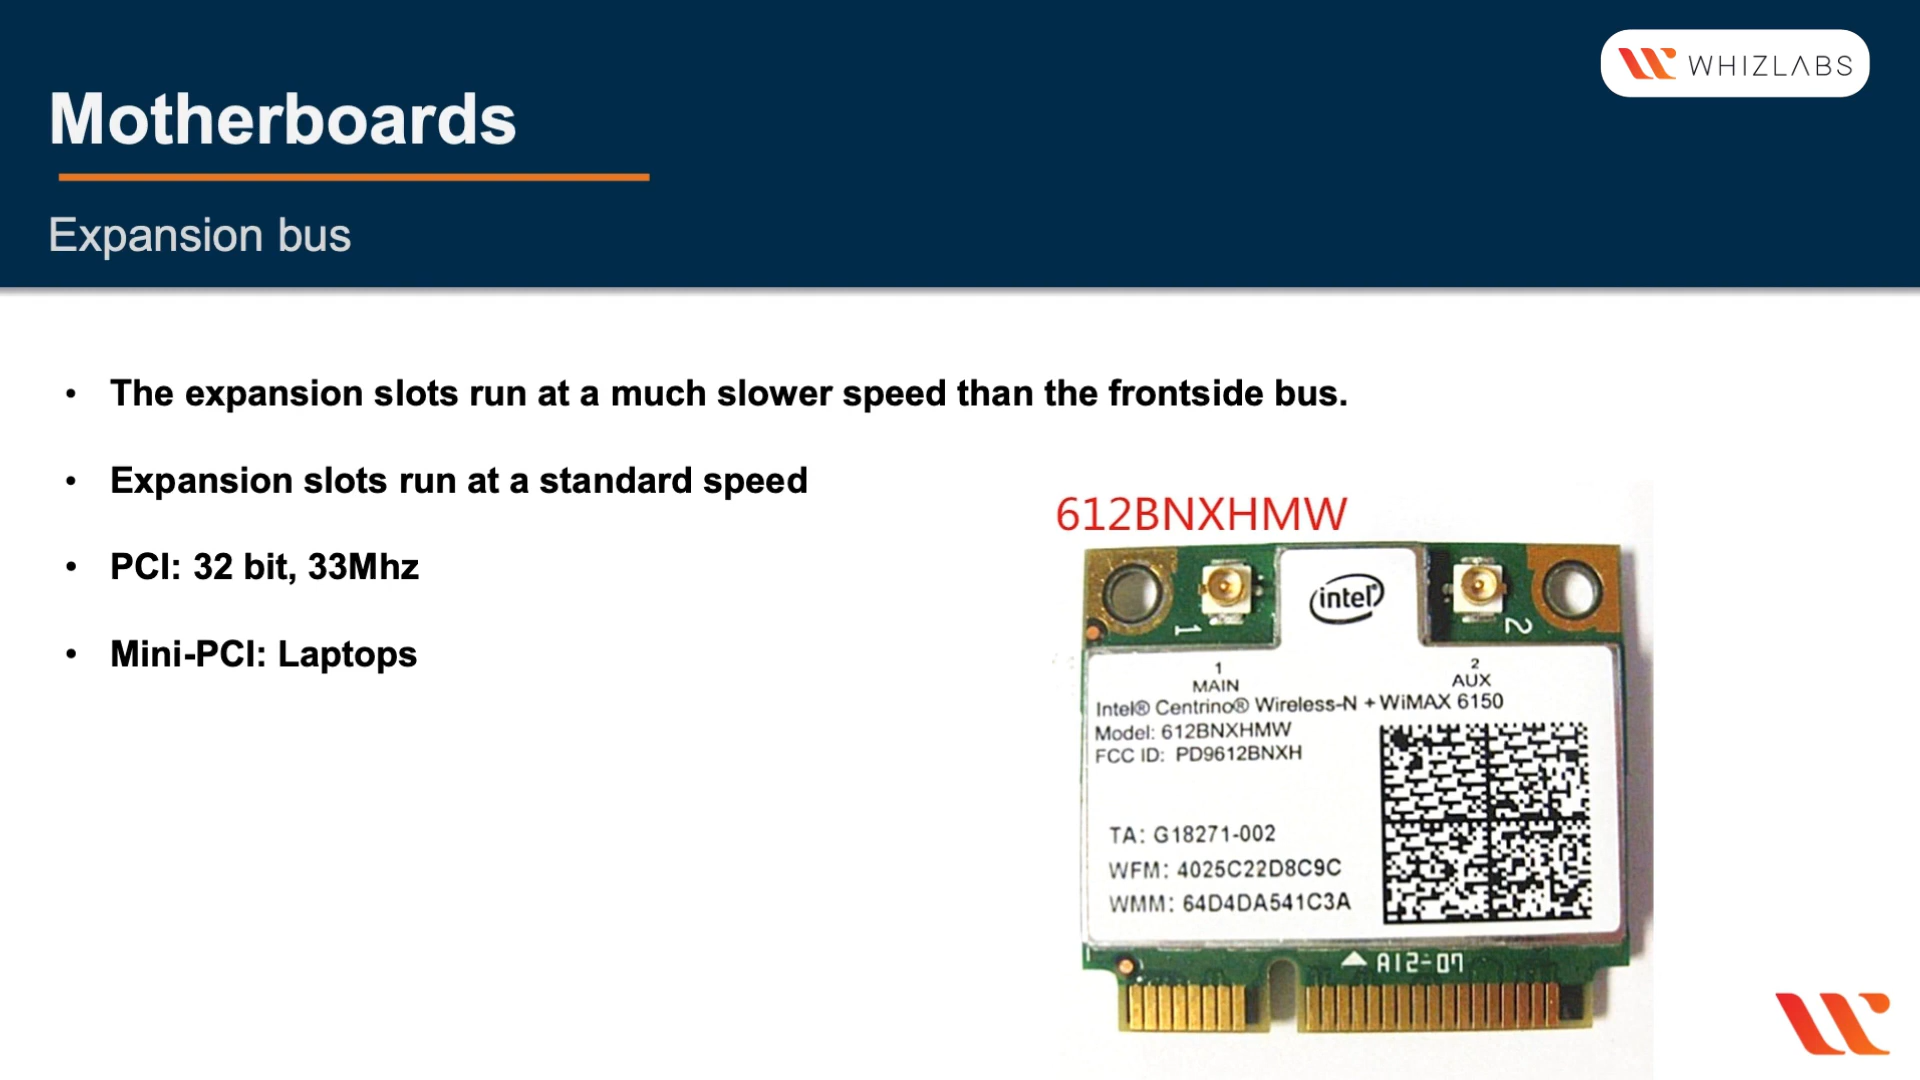 WHIZLABS
Motherboards
Expansion bus
• The expansion slots run at a much slower speed than the frontside bus.
• Expansion slots run at a standard speed
• PCI: 32 bit, 33Mhz
• Mini-PCI: Laptops
612BNXHMW
intel®
1
2
1
MAIN
2
AUX
Intel® Centrino® Wireless-N + WiMAX 6150
Model: 612BNXHMW
FCC ID: PD9612BNXH
TA: G18271-002
WFM: 4025C22D8C9C
WMM: 64D4DA541C3A
A12-07